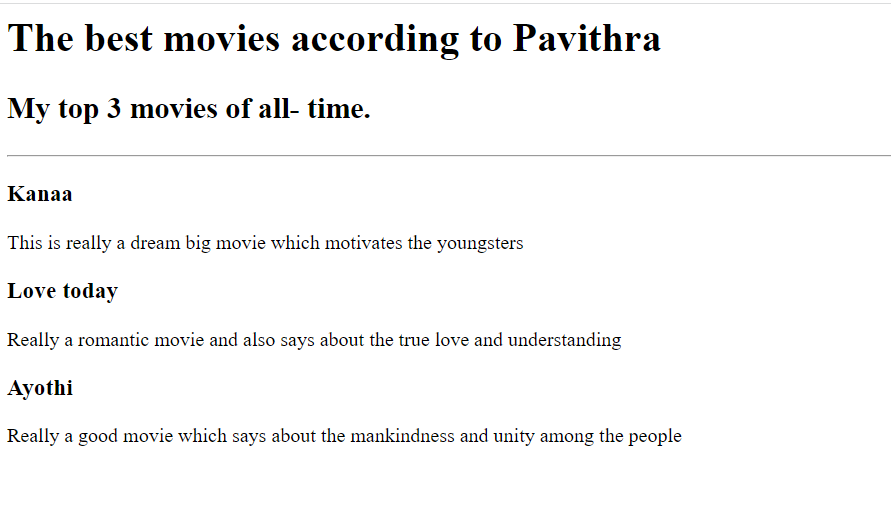 The best movies according to Pavithra
My top 3 movies of all- time.
Kanaa
This is really a dream big movie which motivates the youngsters
Love today
Really a romantic movie and also says about the true love and understanding
Ayothi
Really a good movie which says about the mankindness and unity among the people